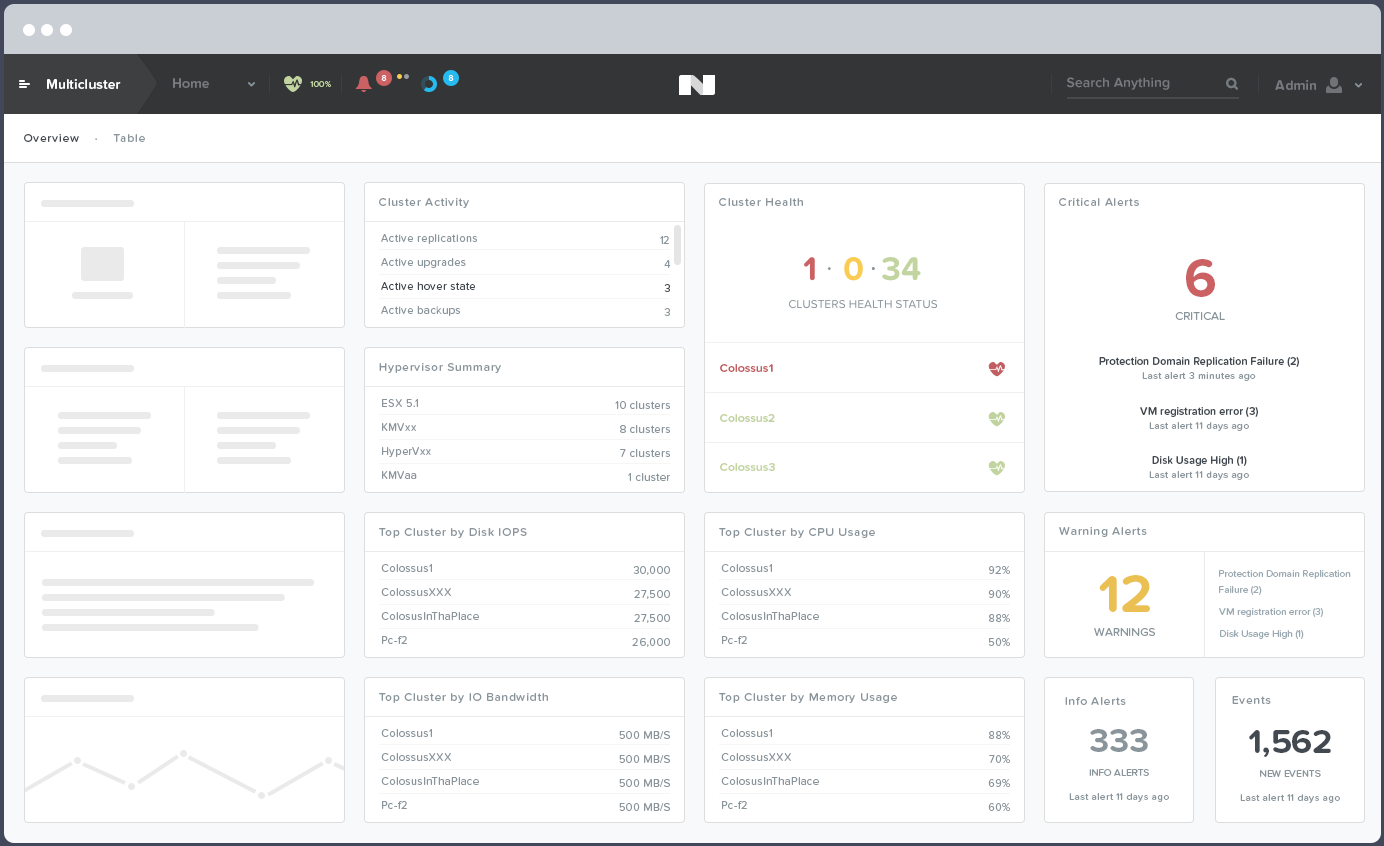 Multicluster
Home
100%
8
8
N
Search Anything
Admin
Overview · Table
Cluster Activity
Active replications 12
Active upgrades 4
Active hover state 3
Active backups 3
Cluster Health
1 · 0 · 34
CLUSTERS HEALTH STATUS
Colossus1
Colossus2
Colossus3
Critical Alerts
6
CRITICAL
Protection Domain Replication Failure (2)
Last alert 3 minutes ago
VM registration error (3)
Last alert 11 days ago
Disk Usage High (1)
Last alert 11 days ago
Hypervisor Summary
ESX 5.1 10 clusters
KMVxx 8 clusters
HyperVxx 7 clusters
KMVaa 1 cluster
Top Cluster by Disk IOPS
Colossus1 30,000
ColossusXXX 27,500
ColosusInThaPlace 27,500
Pc-f2 26,000
Top Cluster by CPU Usage
Colossus1 92%
ColossusXXX 90%
ColosusInThaPlace 88%
Pc-f2 50%
Warning Alerts
12
WARNINGS
Protection Domain Replication
Failure (2)
VM registration error (3)
Disk Usage High (1)
Top Cluster by IO Bandwidth
Colossus1 500 MB/S
ColossusXXX 500 MB/S
ColosusInThaPlace 500 MB/S
Pc-f2 500 MB/S
Top Cluster by Memory Usage
Colossus1 88%
ColossusXXX 70%
ColosusInThaPlace 69%
Pc-f2 60%
Info Alerts
333
INFO ALERTS
Last alert 11 days ago
Events
1,562
NEW EVENTS
Last alert 11 days ago